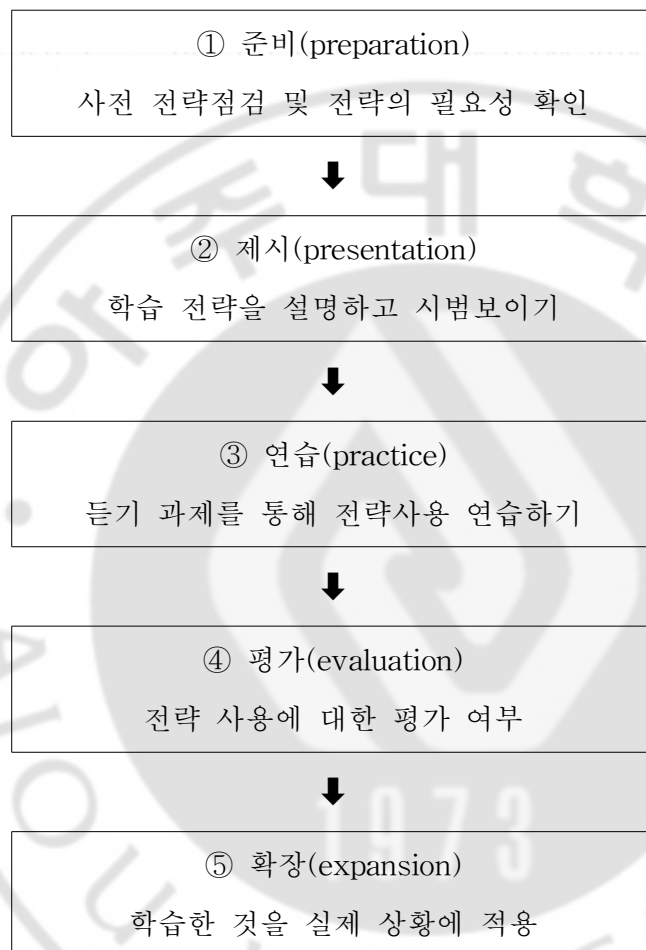 ① 준비(preparation)
사전 전략점검 및 전략의 필요성 확인
② 제시(presentation)
학습 전략을 설명하고 시범보이기
③ 연습(practice)
듣기 과제를 통해 전략사용 연습하기
④ 평가(evaluation)
전략 사용에 대한 평가 여부
1973
⑤ 확장(expansion)
학습한 것을 실제 상황에 적용